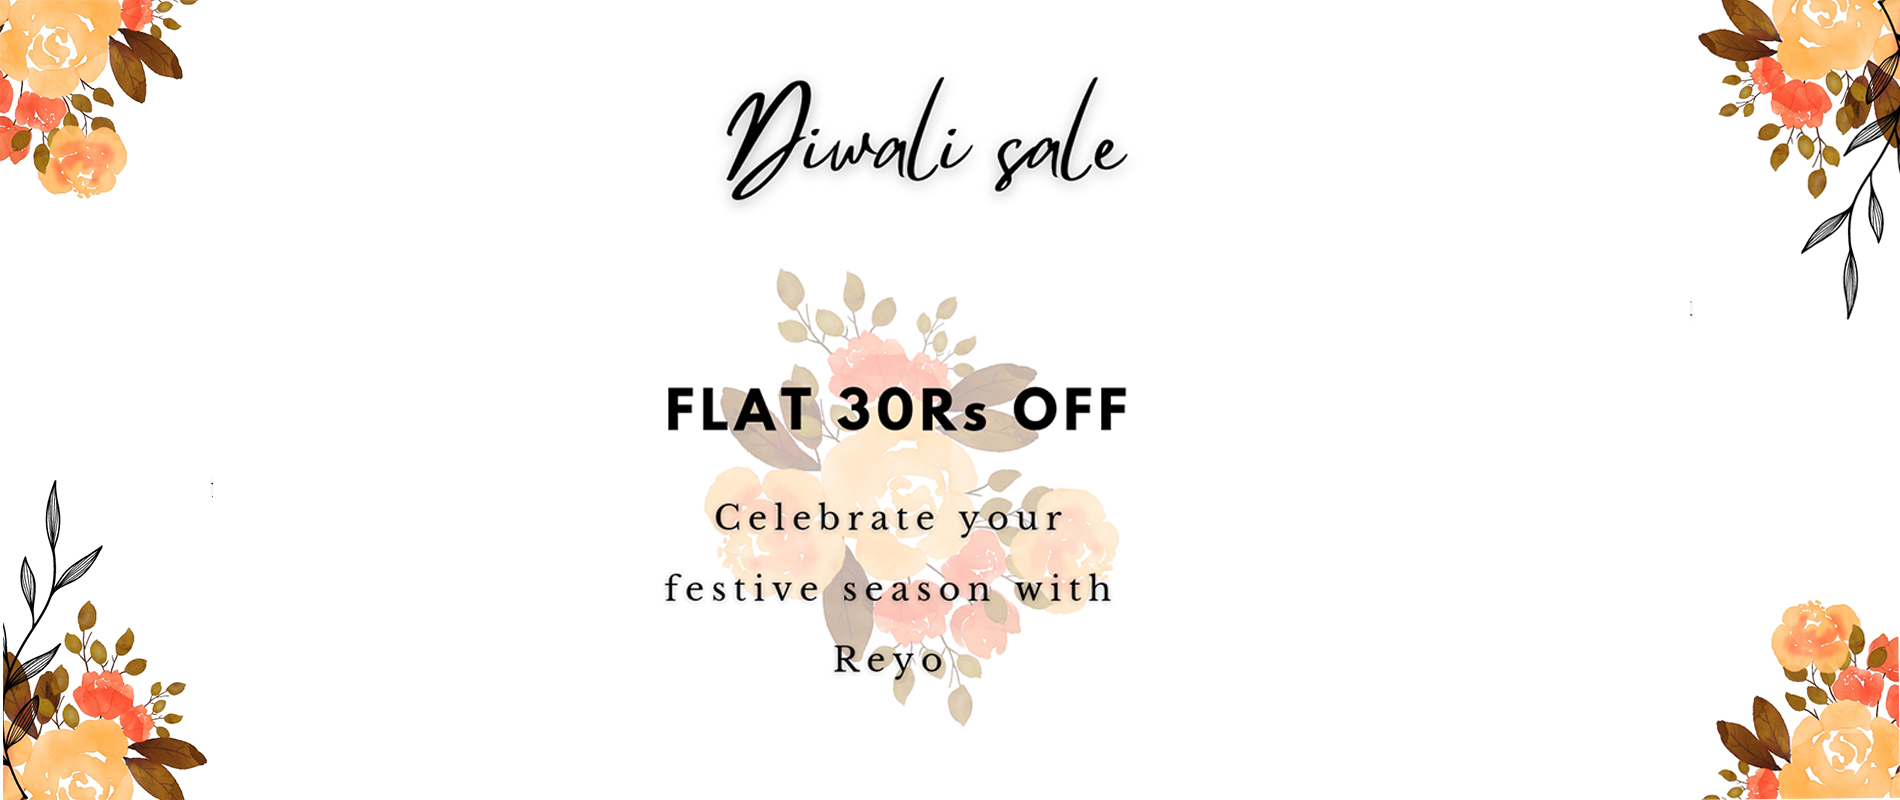 Diwali sale
FLAT 30Rs OFF
Celebrate your
festive season with
Reyo